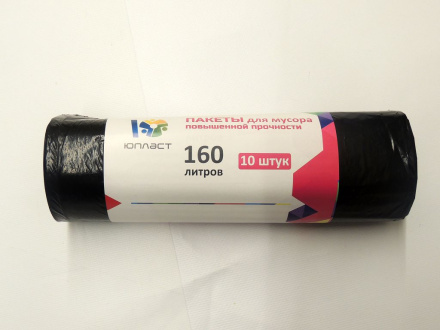 ПАКЕТЫ для мусора
повышенной прочности
ЮПЛАСТ
160
литров
10 штук